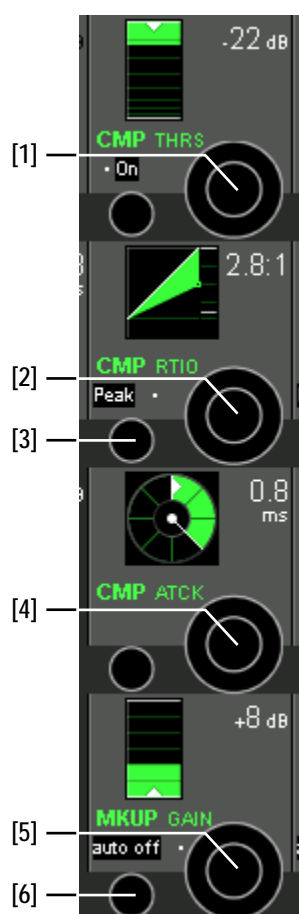 -22 dB
[1]
CMP THRS
• On
2.8:1
[2]
CMP RTIO
Peak •
[3]
0.8
ms
[4]
CMP ATCK
+8 dB
[5]
MKUP GAIN
auto off •
[6]